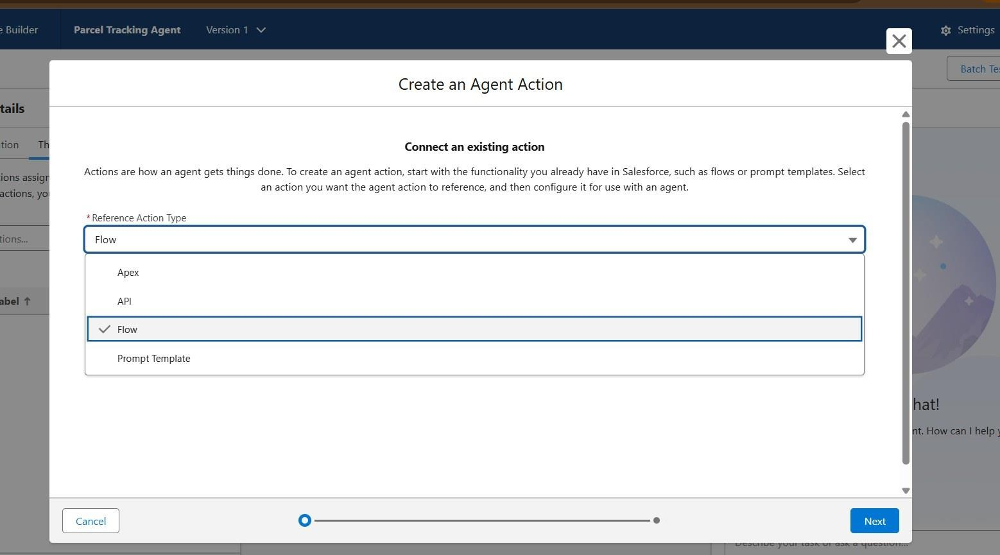 e Builder
Parcel Tracking Agent
Version 1
Settings
Batch Tes
Create an Agent Action
tails
tion
Th
ions assign
actions, you
tions...
abel
Connect an existing action
Actions are how an agent gets things done. To create an agent action, start with the functionality you already have in Salesforce, such as flows or prompt templates. Select
an action you want the agent action to reference, and then configure it for use with an agent.
*Reference Action Type
Flow
Apex
API
Flow
Prompt Template
hat!
nt. How can I help y
Cancel
Next
Describe your task or ask a question...